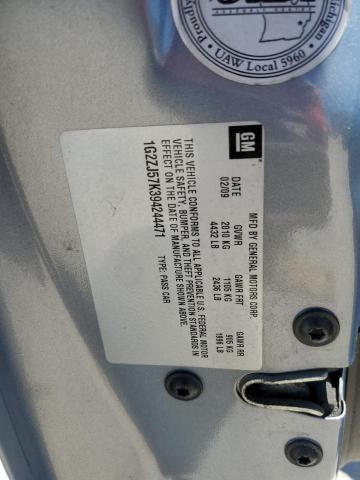 GM
MFD BY GENERAL MOTORS CORP
DATE GVWR GAWR FRT GAWR RR
02/09 2010 KG 1105 KG 905 KG
4432 LB 2436 LB 1996 LB
THIS VEHICLE CONFORMS TO ALL APPLICABLE U.S. FEDERAL MOTOR
VEHICLE SAFETY, BUMPER, AND THEFT PREVENTION STANDARDS IN
EFFECT ON THE DATE OF MANUFACTURE SHOWN ABOVE.
1G2ZJ57K394244471 TYPE: PASS CAR
Proudly
Michigan
UAW Local 5960